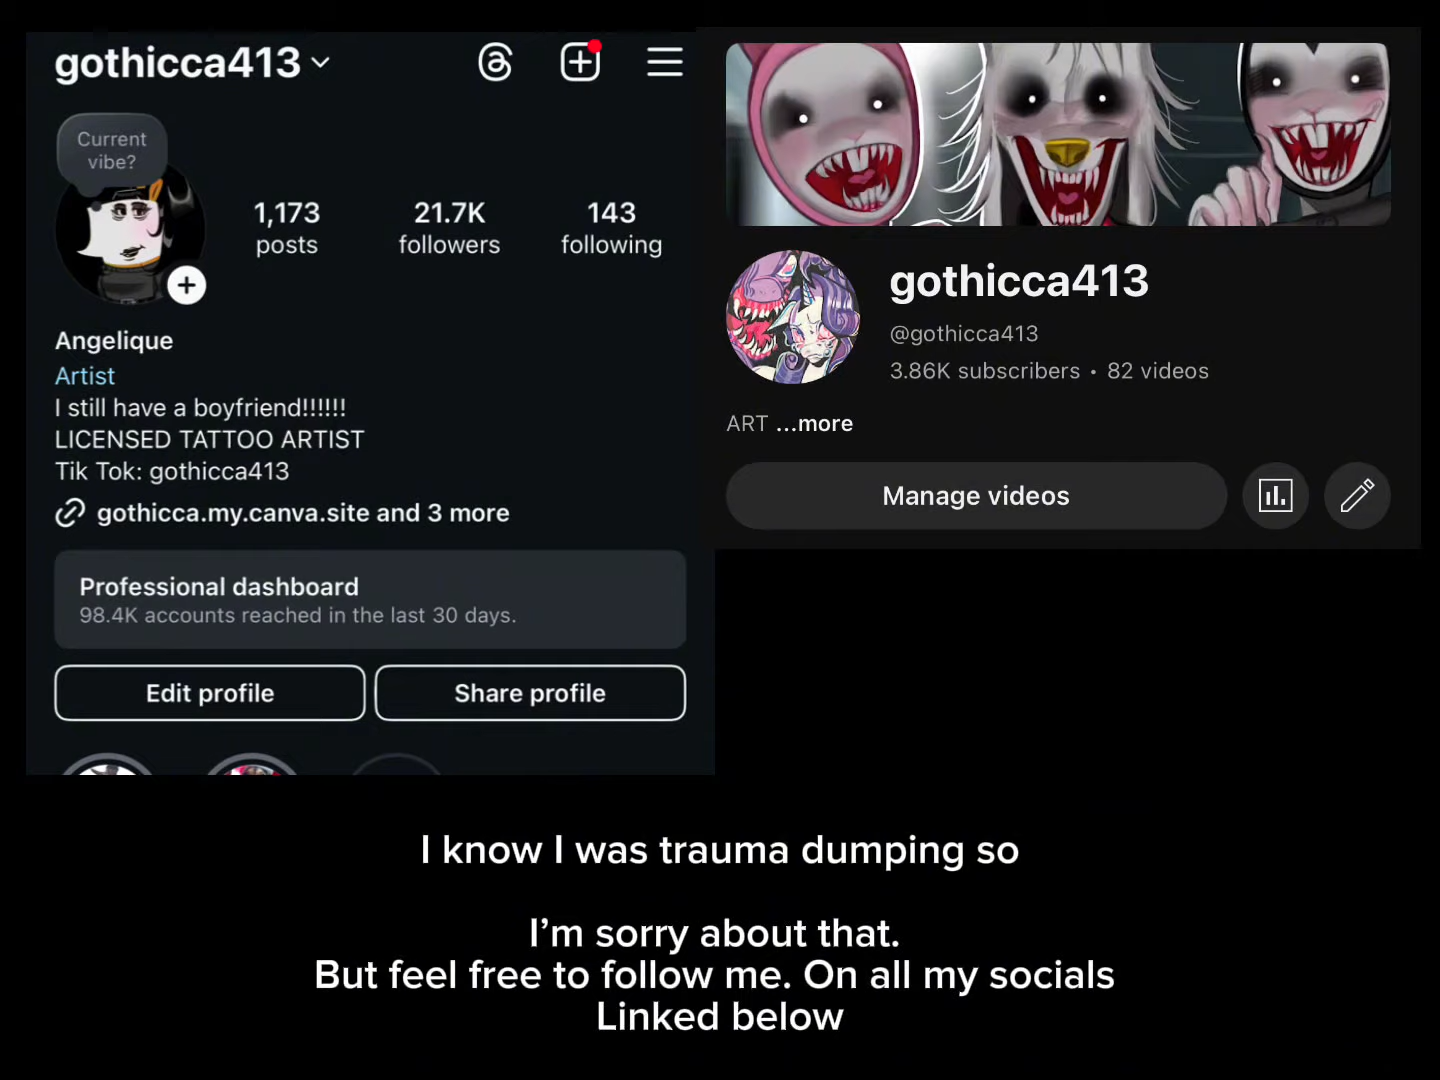 gothicca413
Current
vibe?
1,173
posts
21.7K
followers
143
following
Angelique
Artist
I still have a boyfriend!!!!!!
LICENSED TATTOO ARTIST
Tik Tok: gothicca413
gothicca.my.canva.site and 3 more
Professional dashboard
98.4K accounts reached in the last 30 days.
Edit profile
Share profile
gothicca413
@gothicca413
3.86K subscribers • 82 videos
ART ...more
Manage videos
I know I was trauma dumping so
I’m sorry about that.
But feel free to follow me. On all my socials
Linked below